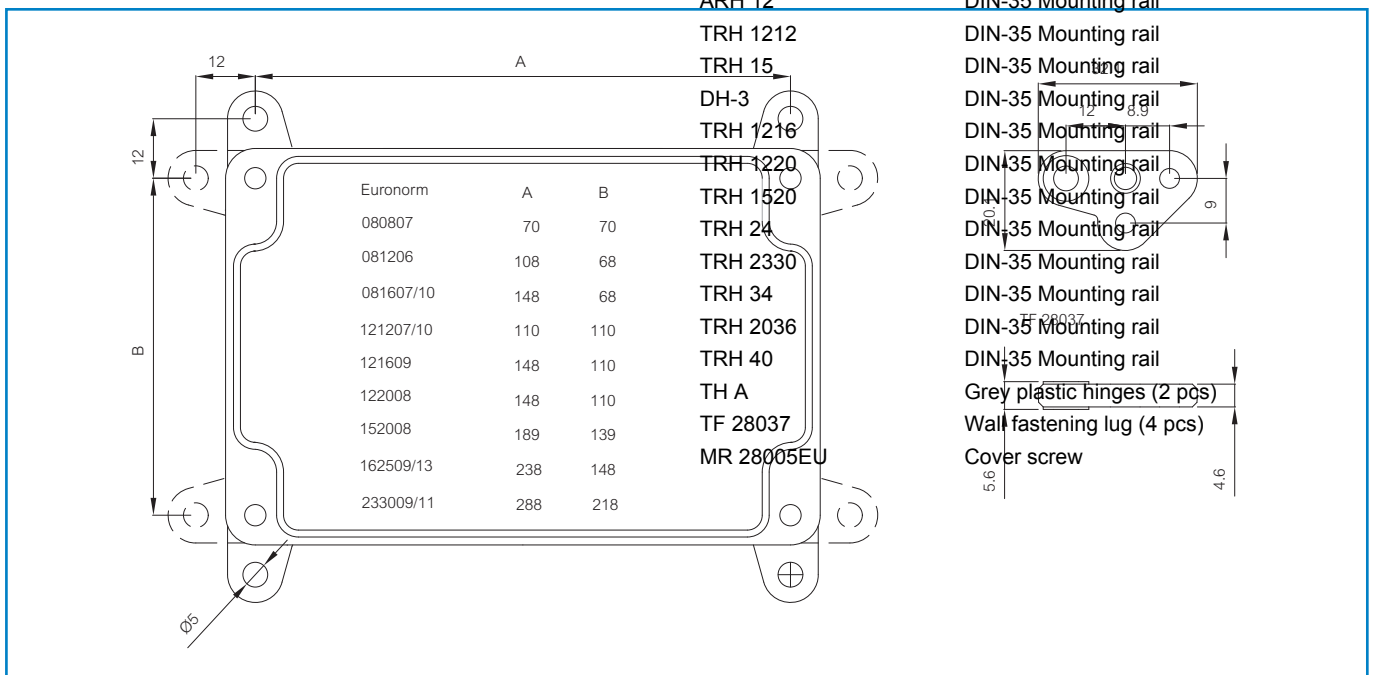 ARH 12 DIN-35 Mounting rail
TRH 1212 DIN-35 Mounting rail
TRH 15 DIN-35 Mounting rail
DH-3 DIN-35 Mounting rail
TRH 1216 DIN-35 Mounting rail
TRH 1220 DIN-35 Mounting rail
TRH 1520 DIN-35 Mounting rail
TRH 24 DIN-35 Mounting rail
TRH 2330 DIN-35 Mounting rail
TRH 34 DIN-35 Mounting rail
TRH 2036 DIN-35 Mounting rail
TRH 40 DIN-35 Mounting rail
TH A Grey plastic hinges (2 pcs)
TF 28037 Wall fastening lug (4 pcs)
MR 28005EU Cover screw
12
A
12
B
Ø5
Euronorm A B
080807 70 70
081206 108 68
081607/10 148 68
121207/10 110 110
121609 148 110
122008 148 110
152008 189 139
162509/13 238 148
233009/11 288 218
12
8.9
9
TF 28037
5.6
4.6